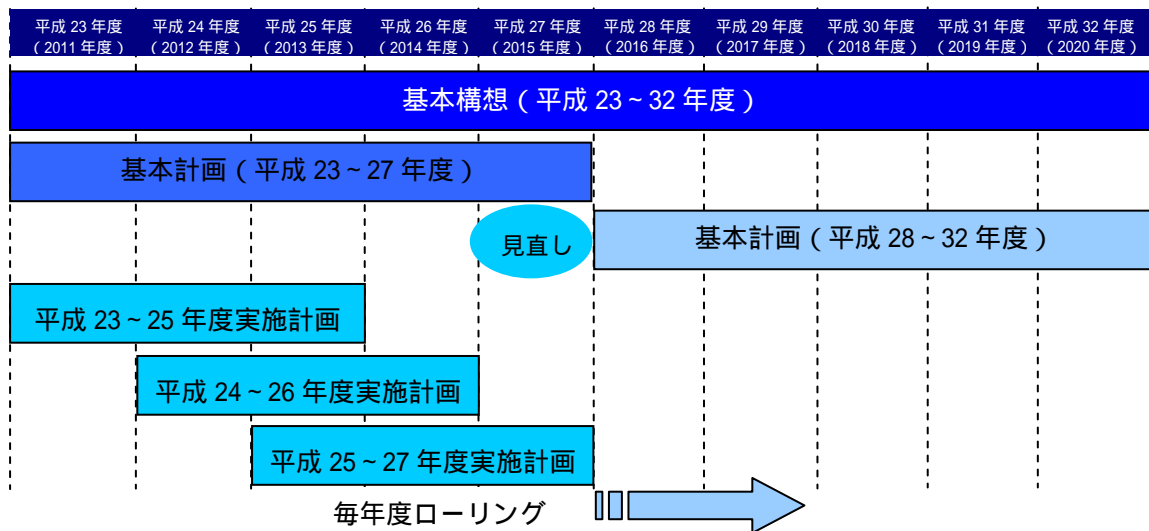 平成 23 年度 平成 24 年度 平成 25 年度 平成 26 年度 平成 27 年度 平成 28 年度 平成 29 年度 平成 30 年度 平成 31 年度 平成 32 年度
（2011 年度） （2012 年度） （2013 年度） （2014 年度） （2015 年度） （2016 年度） （2017 年度） （2018 年度） （2019 年度） （2020 年度）
基本構想（平成 23～32 年度）
基本計画（平成 23～27 年度）
見直し 基本計画（平成 28～32 年度）
平成 23～25 年度実施計画
平成 24～26 年度実施計画
平成 25～27 年度実施計画
毎年度ローリング